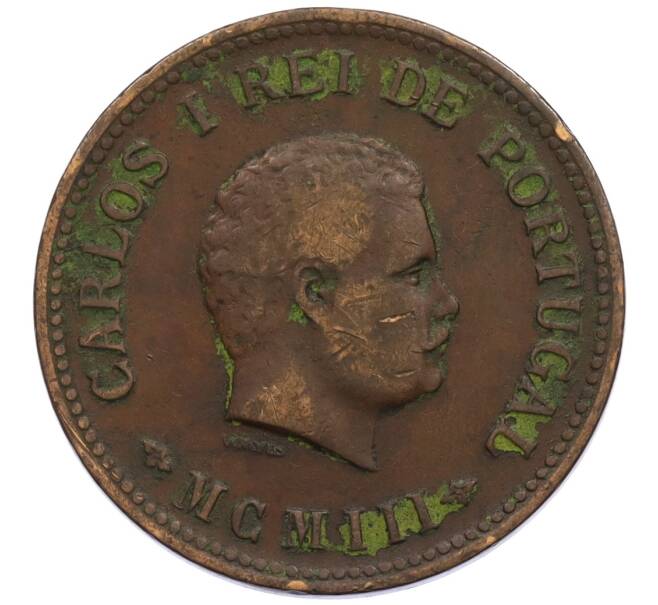 CARLOS I REI DE PORTUGAL
MCMIII